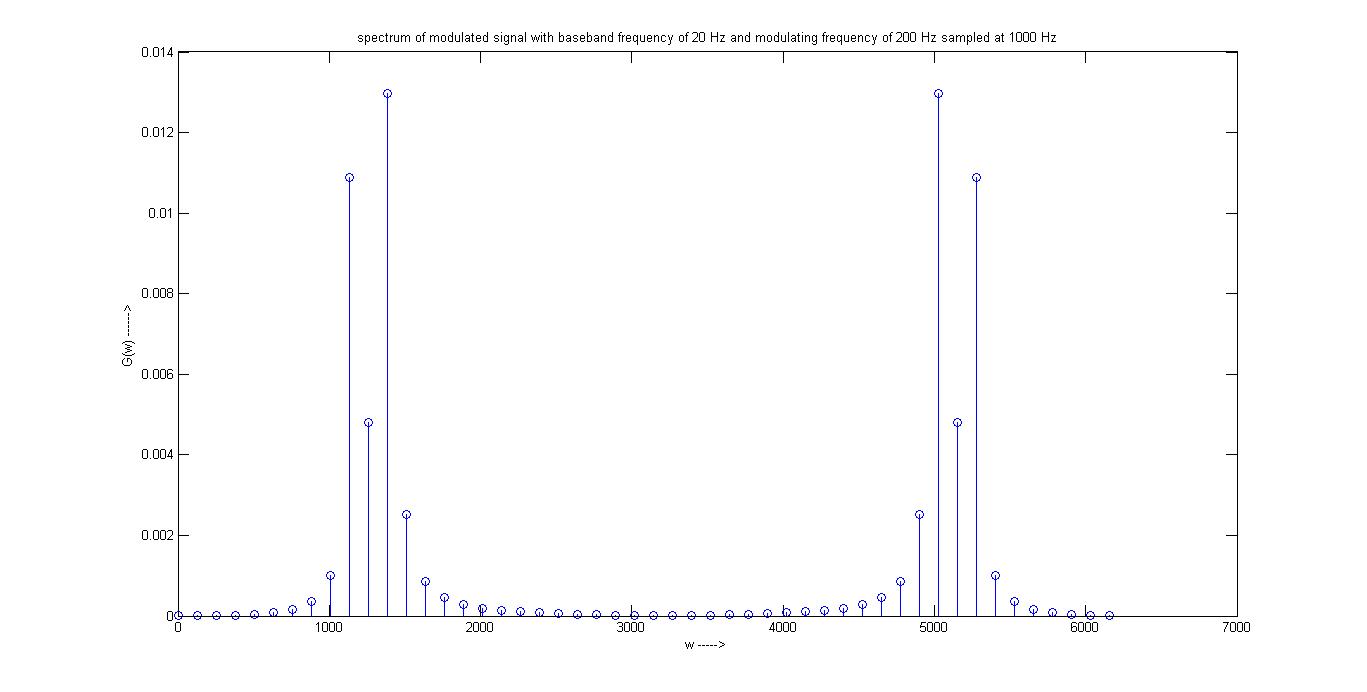 spectrum of modulated signal with baseband frequency of 20 Hz and modulating frequency of 200 Hz sampled at 1000 Hz
0.014
0.012
0.01
0.008
0.006
0.004
0.002
0
G(w) ------>
0 1000 2000 3000 4000 5000 6000 7000
w ----->